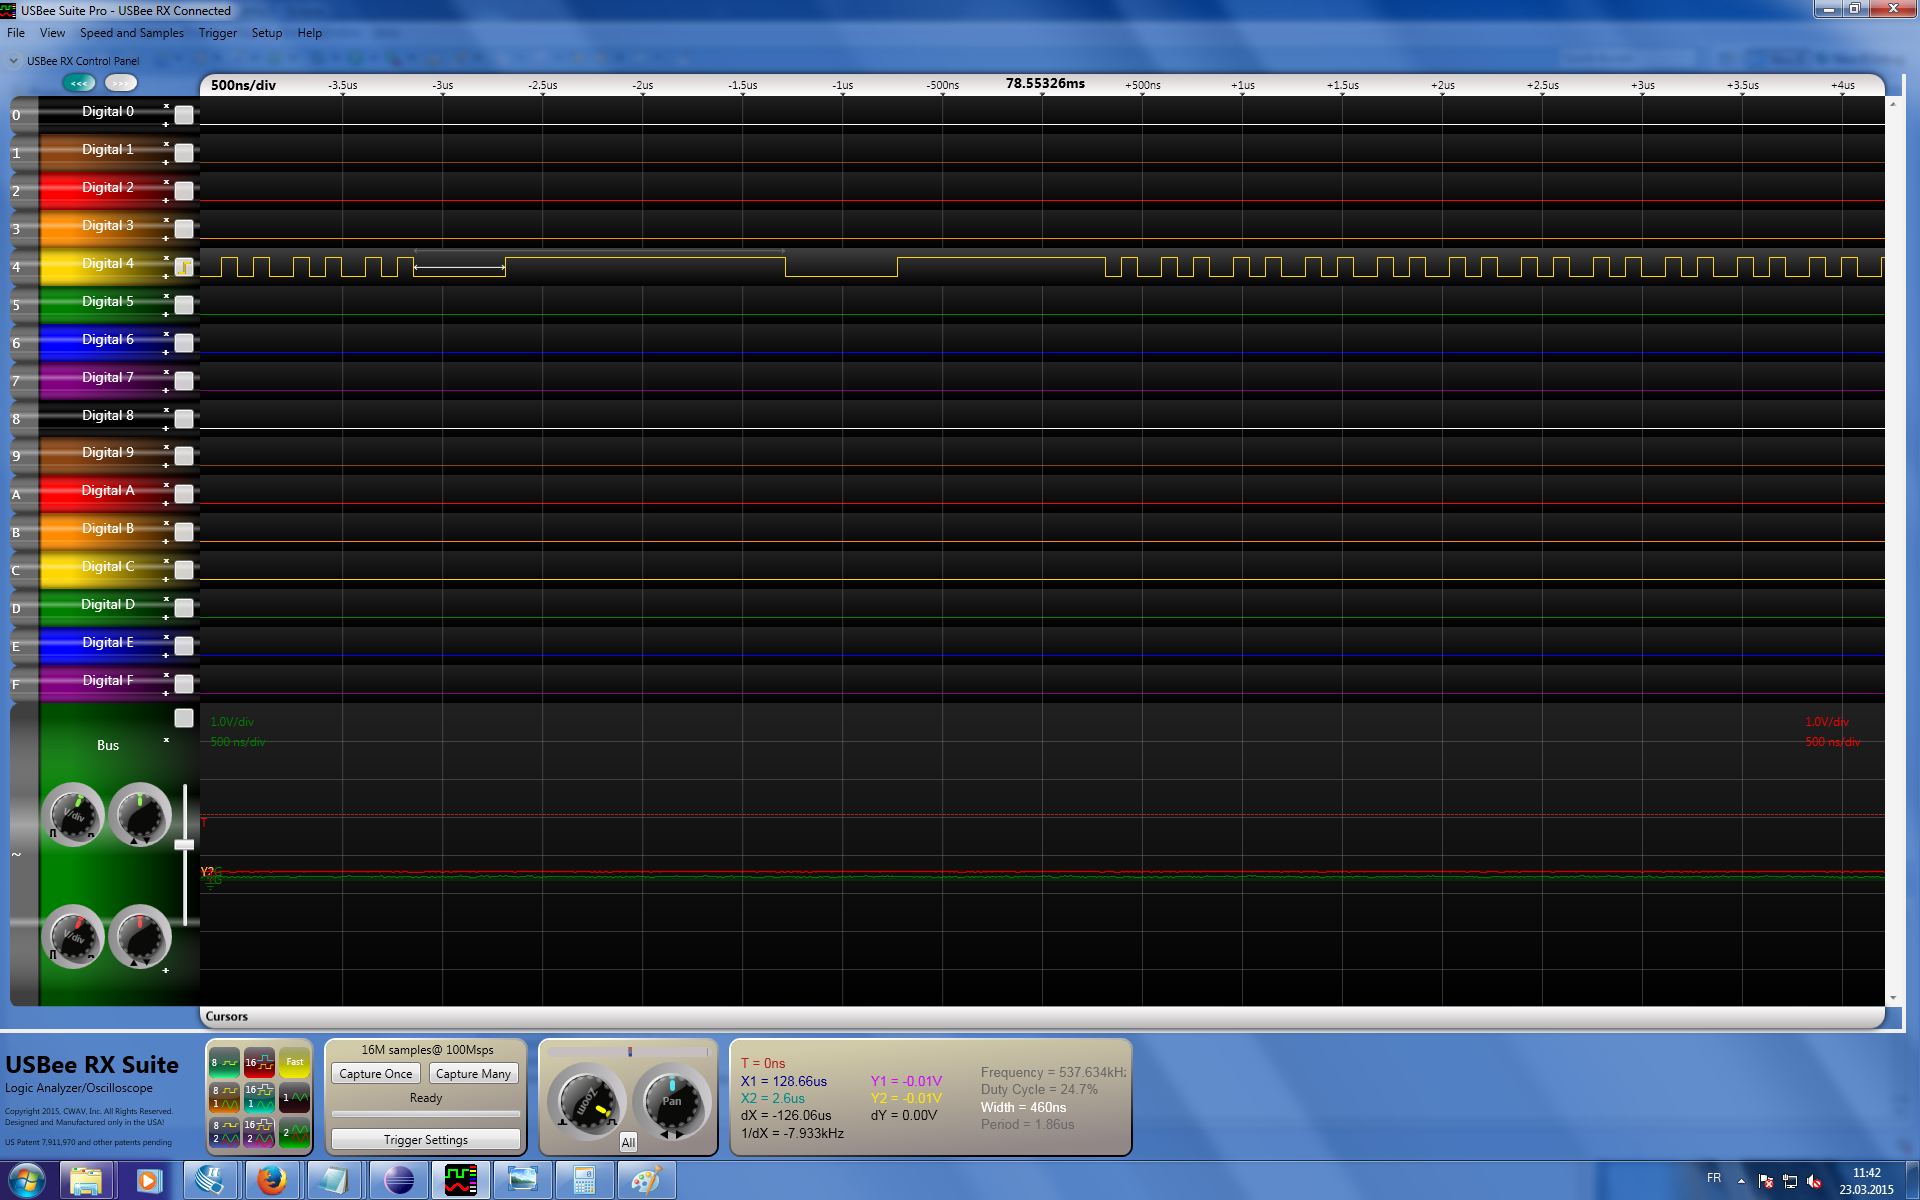 USBee Suite Pro - USBee RX Connected
File View Speed and Samples Trigger Setup Help
USBee RX Control Panel
<<< >>>
500ns/div -3.5us -3us -2.5us -2us -1.5us -1us -500ns 78.55326ms +500ns +1us +1.5us +2us +2.5us +3us +3.5us +4us
0 Digital 0
1 Digital 1
2 Digital 2
3 Digital 3
4 Digital 4
5 Digital 5
6 Digital 6
7 Digital 7
8 Digital 8
9 Digital 9
A Digital A
B Digital B
C Digital C
D Digital D
E Digital E
F Digital F
1.0V/div 1.0V/div
500 ns/div 500 ns/div
Bus
V/div
T
~
Y2
V/div
Cursors
USBee RX Suite
Logic Analyzer/Oscilloscope
Copyright 2015, CWAV, Inc. All Rights Reserved.
Designed and Manufactured only in the USA!
US Patent 7,911,970 and other patents pending
8 16 Fast
8 1 16 1 1
8 2 16 2 2
16M samples@ 100Msps
Capture Once Capture Many
Ready
Trigger Settings
Zoom Pan
All
T = 0ns
X1 = 128.66us Y1 = -0.01V
X2 = 2.6us Y2 = -0.01V
dX = -126.06us dY = 0.00V
1/dX = -7.933kHz
Frequency = 537.634kHz
Duty Cycle = 24.7%
Width = 460ns
Period = 1.86us
FR
11:42
23.03.2015